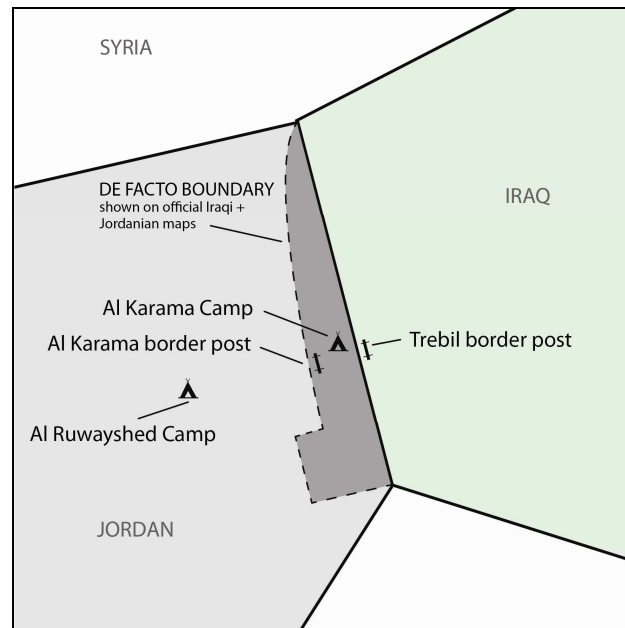 SYRIA
DE FACTO BOUNDARY
shown on official Iraqi +
Jordanian maps
IRAQ
Al Karama Camp
Al Karama border post
Trebil border post
Al Ruwayshed Camp
JORDAN